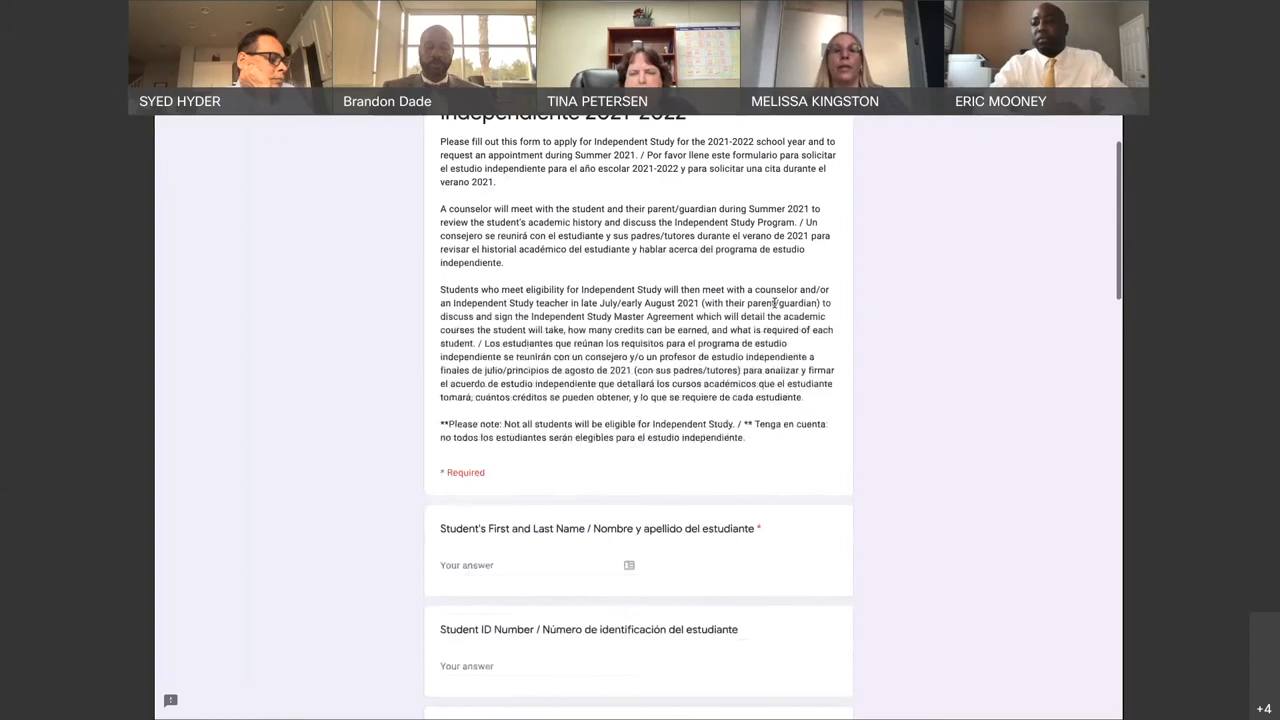 SYED HYDER
Brandon Dade
TINA PETERSEN
MELISSA KINGSTON
ERIC MOONEY
Independiente 2021-2022
Please fill out this form to apply for Independent Study for the 2021-2022 school year and to
request an appointment during Summer 2021. / Por favor llene este formulario para solicitar
el estudio independiente para el año escolar 2021-2022 y para solicitar una cita durante el
verano 2021.
A counselor will meet with the student and their parent/guardian during Summer 2021 to
review the student's academic history and discuss the Independent Study Program. / Un
consejero se reunirá con el estudiante y sus padres/tutores durante el verano de 2021 para
revisar el historial académico del estudiante y hablar acerca del programa de estudio
independiente.
Students who meet eligibility for Independent Study will then meet with a counselor and/or
an Independent Study teacher in late July/early August 2021 (with their parent/guardian) to
discuss and sign the Independent Study Master Agreement which will detail the academic
courses the student will take, how many credits can be earned, and what is required of each
student. / Los estudiantes que reúnan los requisitos para el programa de estudio
independiente se reunirán con un consejero y/o un profesor de estudio independiente a
finales de julio/principios de agosto de 2021 (con sus padres/tutores) para analizar y firmar
el acuerdo de estudio independiente que detallará los cursos académicos que el estudiante
tomará, cuántos créditos se pueden obtener, y lo que se requiere de cada estudiante.
**Please note: Not all students will be eligible for Independent Study. / ** Tenga en cuenta:
no todos los estudiantes serán elegibles para el estudio independiente.
* Required
Student's First and Last Name / Nombre y apellido del estudiante *
Your answer
Student ID Number / Número de identificación del estudiante
Your answer
+4